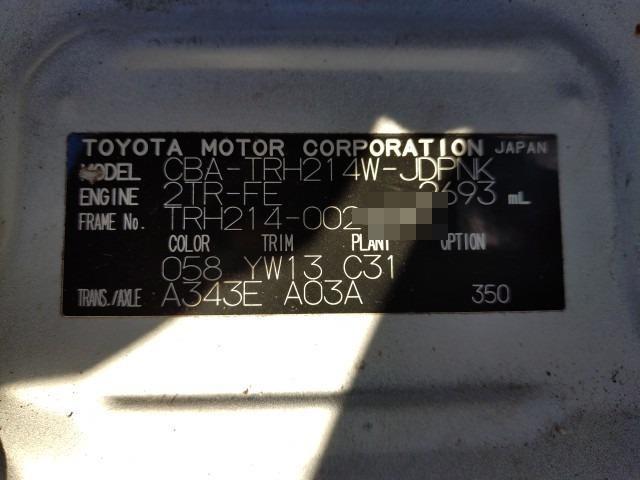 TOYOTA MOTOR CORPORATION JAPAN
MODEL CBA-TRH214W-JDPNK
ENGINE 2TR-FE 2693 mL
FRAME No. TRH214-002
COLOR TRIM PLANT OPTION
058 YW13 C31
TRANS./AXLE A343E A03A 350